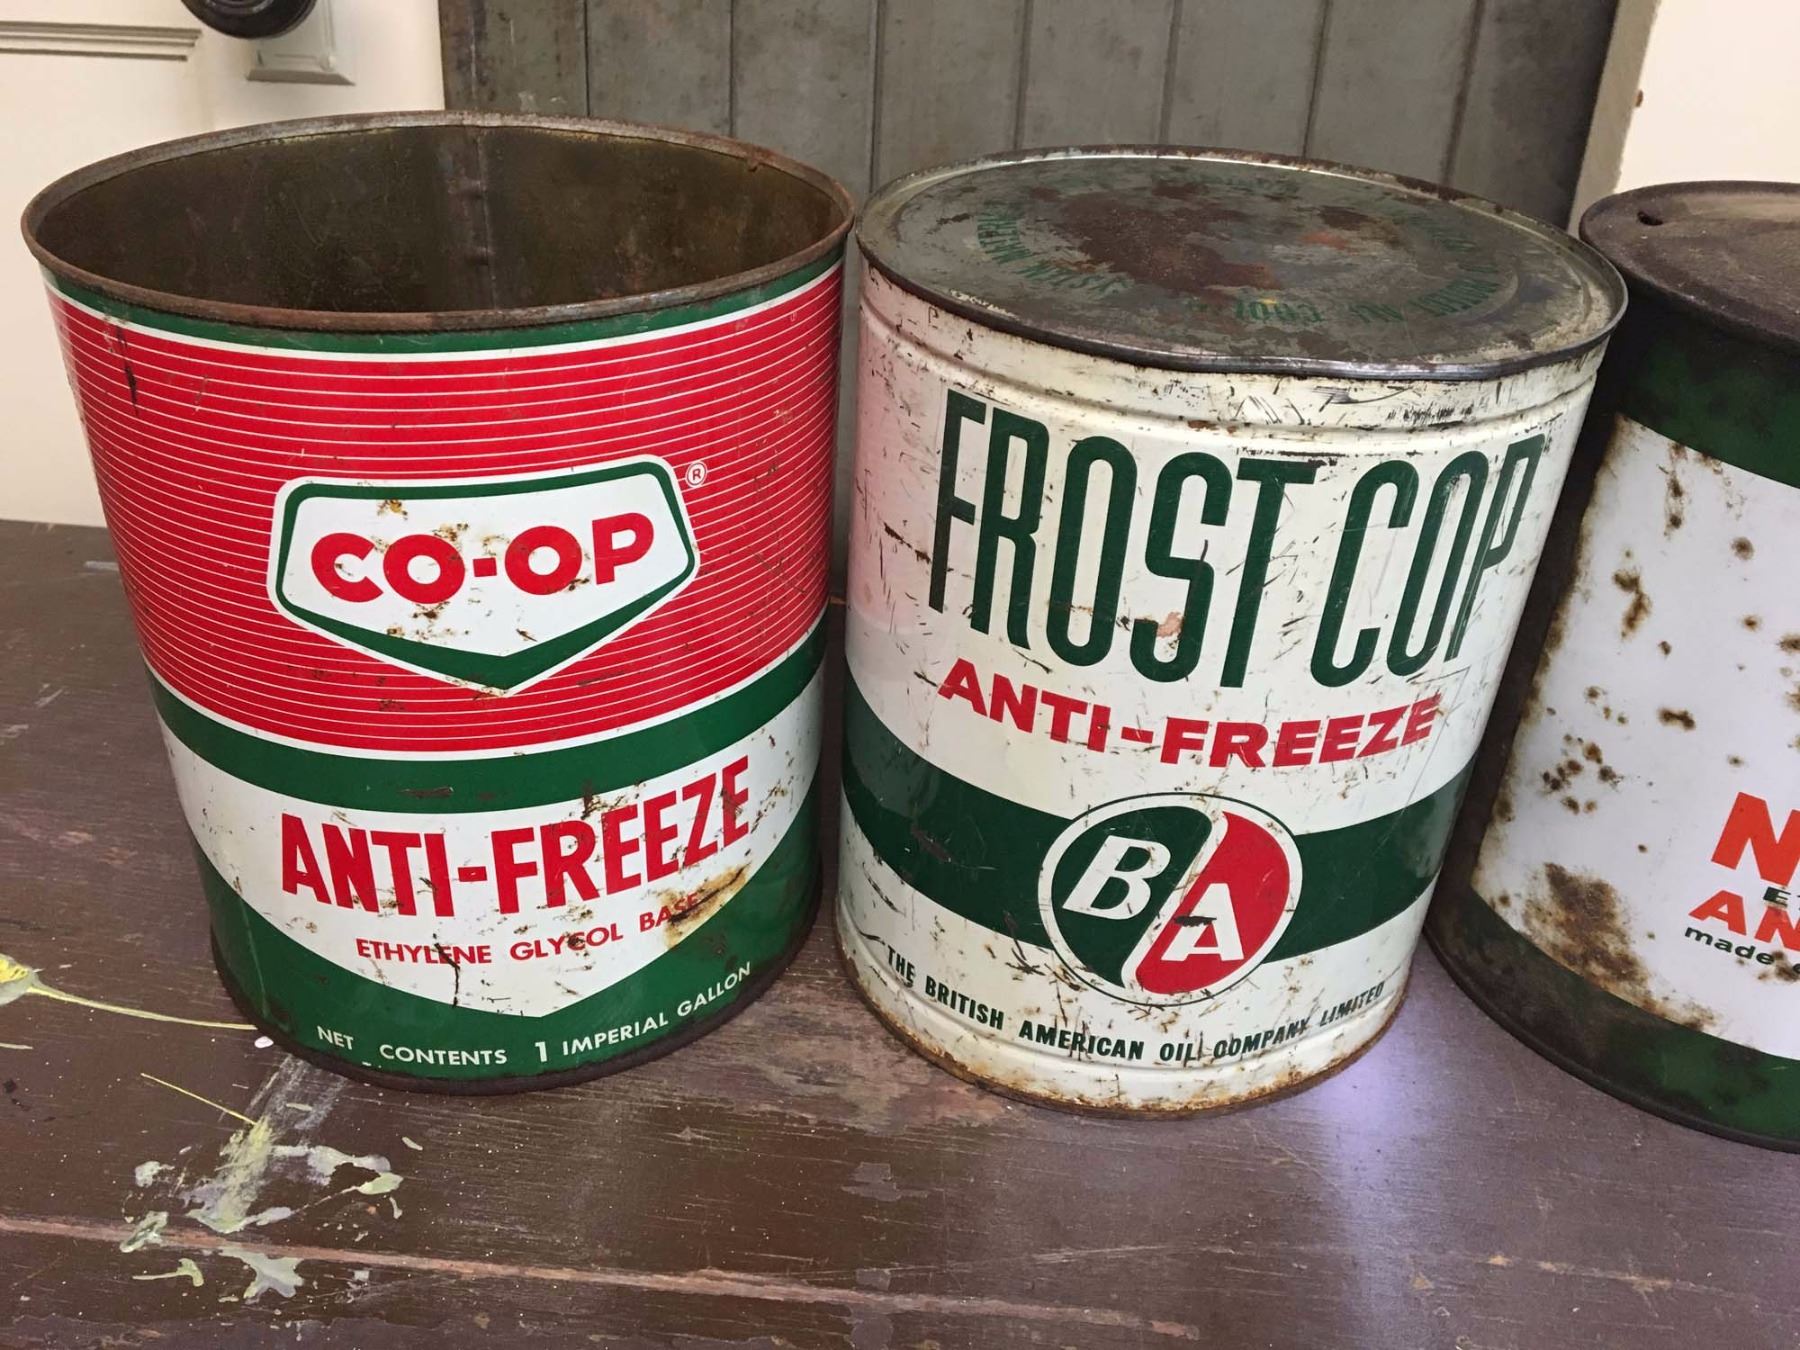 CO-OP
®
ANTI-FREEZE
ETHYLENE GLYCOL BASE
NET CONTENTS 1 IMPERIAL GALLON
FROST COP
ANTI-FREEZE
BA
THE BRITISH AMERICAN OIL COMPANY LIMITED
made